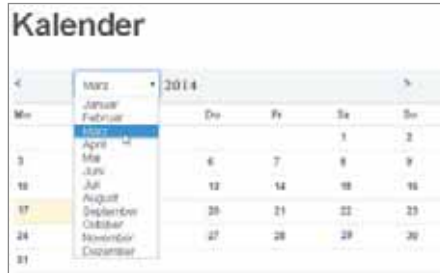 Kalender
< März 2014 >
Mo Do Fr Sa So
Januar
Februar
März
April
Mai
Juni
Juli
August
September
Oktober
November
Dezember
1 2
3 6 7 8 9
10 13 14 15 16
17 20 21 22 23
24 27 28 29 30
31